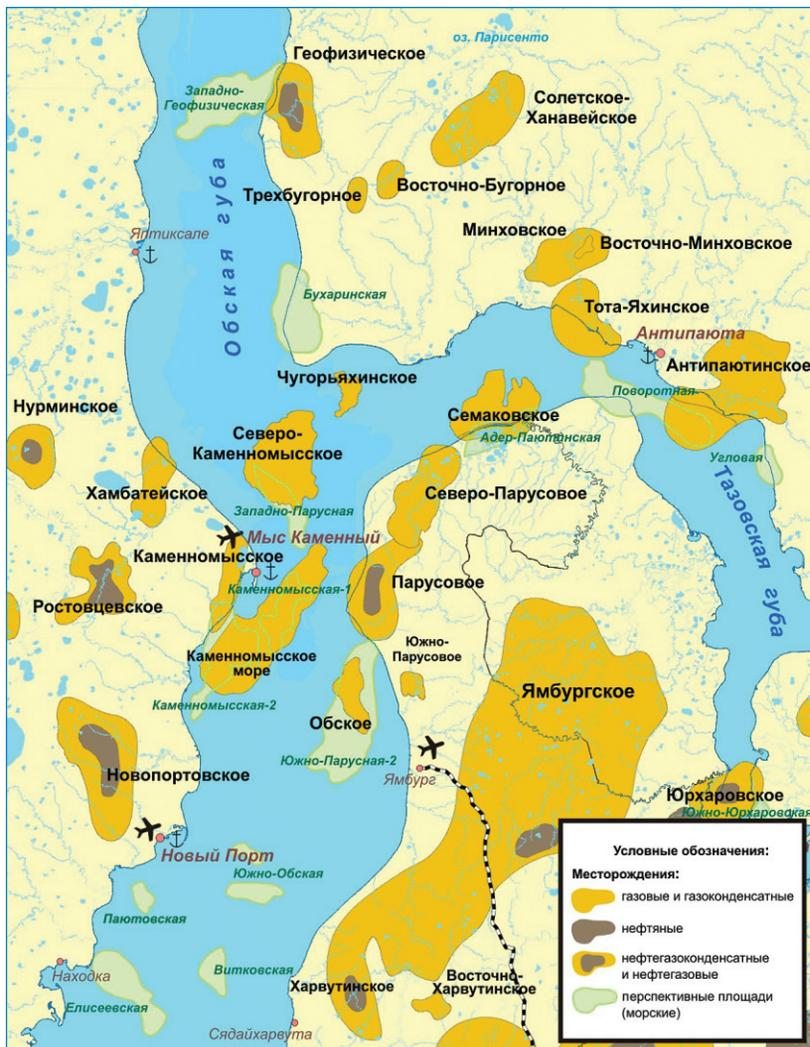 оз. Парисенто
Геофизическое
Западно-
Геофизическая
Солетское-
Ханавейское
Обская губа
Трехбугорное
Восточно-Бугорное
Яптиксале
Минховское
Восточно-Минховское
Бухаринская
Тота-Яхинское
Антипаюта
Антипаютинское
Чугорьяхинское
Поворотная
Нурминское
Северо-
Каменномысское
Семаковское
Адер-Паютинская
Угловая
Хамбатейское
Северо-Парусовое
Тазовская губа
Западно-Парусная
Мыс Каменный
Каменномысское
Каменномысская-1
Парусовое
Ростовцевское
Южно-
Парусовое
Каменномысское
море
Ямбургское
Каменномысская-2
Обское
Южно-Парусная-2
Новопортовское
Ямбург
Юрхаровское
Южно-Юрхаровская
Новый Порт
Южно-Обская
Паютовская
Находка
Витковская
Харвутинское
Восточно-
Харвутинское
Елисеевская
Сядайхарвута
Условные обозначения:
Месторождения:
газовые и газоконденсатные
нефтяные
нефтегазоконденсатные
и нефтегазовые
перспективные площади
(морские)